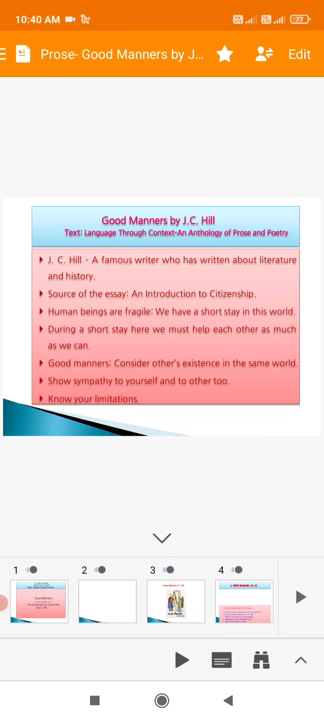 10:40 AM
77
Prose- Good Manners by J...
Edit
Good Manners by J.C. Hill
Text: Language Through Context-An Anthology of Prose and Poetry
J. C. Hill - A famous writer who has written about literature
and history.
Source of the essay: An Introduction to Citizenship.
Human beings are fragile: We have a short stay in this world.
During a short stay here we must help each other as much
as we can.
Good manners: Consider other's existence in the same world.
Show sympathy to yourself and to other too.
Know your limitations.
1
2
3
4